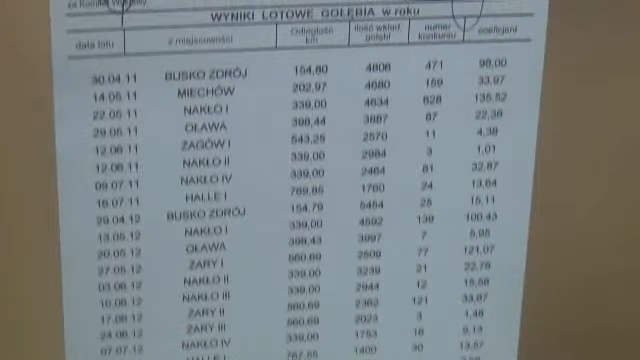 WYNIKI LOTOWE GOŁĘBIA w roku
data lotu z miejscowości Odległość km ilość wkład. gołębi numer konkursu coeficjent
30.04.11 BUSKO ZDRÓJ 154,80 4806 471 98,00
14.05.11 MIECHÓW 202,97 4680 159 33,97
22.05.11 NAKŁO I 339,00 4634 628 135,52
29.05.11 OŁAWA 398,44 3887 87 22,38
12.06.11 ŻAGÓW I 543,25 2570 11 4,38
12.06.11 NAKŁO II 339,00 2984 3 1,01
09.07.11 NAKŁO IV 339,00 2464 81 32,87
16.07.11 HALLE I 769,85 1760 24 13,64
29.04.12 BUSKO ZDRÓJ 154,79 5454 25 15,11
13.05.12 NAKŁO I 339,00 4592 139 100,43
20.05.12 OŁAWA 398,43 3997 7 5,95
27.05.12 ŻARY I 560,69 2509 77 121,07
03.06.12 NAKŁO II 339,00 3239 21 22,78
10.06.12 NAKŁO III 339,00 2944 12 15,58
17.06.12 ŻARY II 560,69 2362 121 33,87
24.06.12 ŻARY III 560,69 2023 3 1,48
07.07.12 NAKŁO IV 339,00 1753 16 9,13
HALLE I 767,85 1400 30 13,57